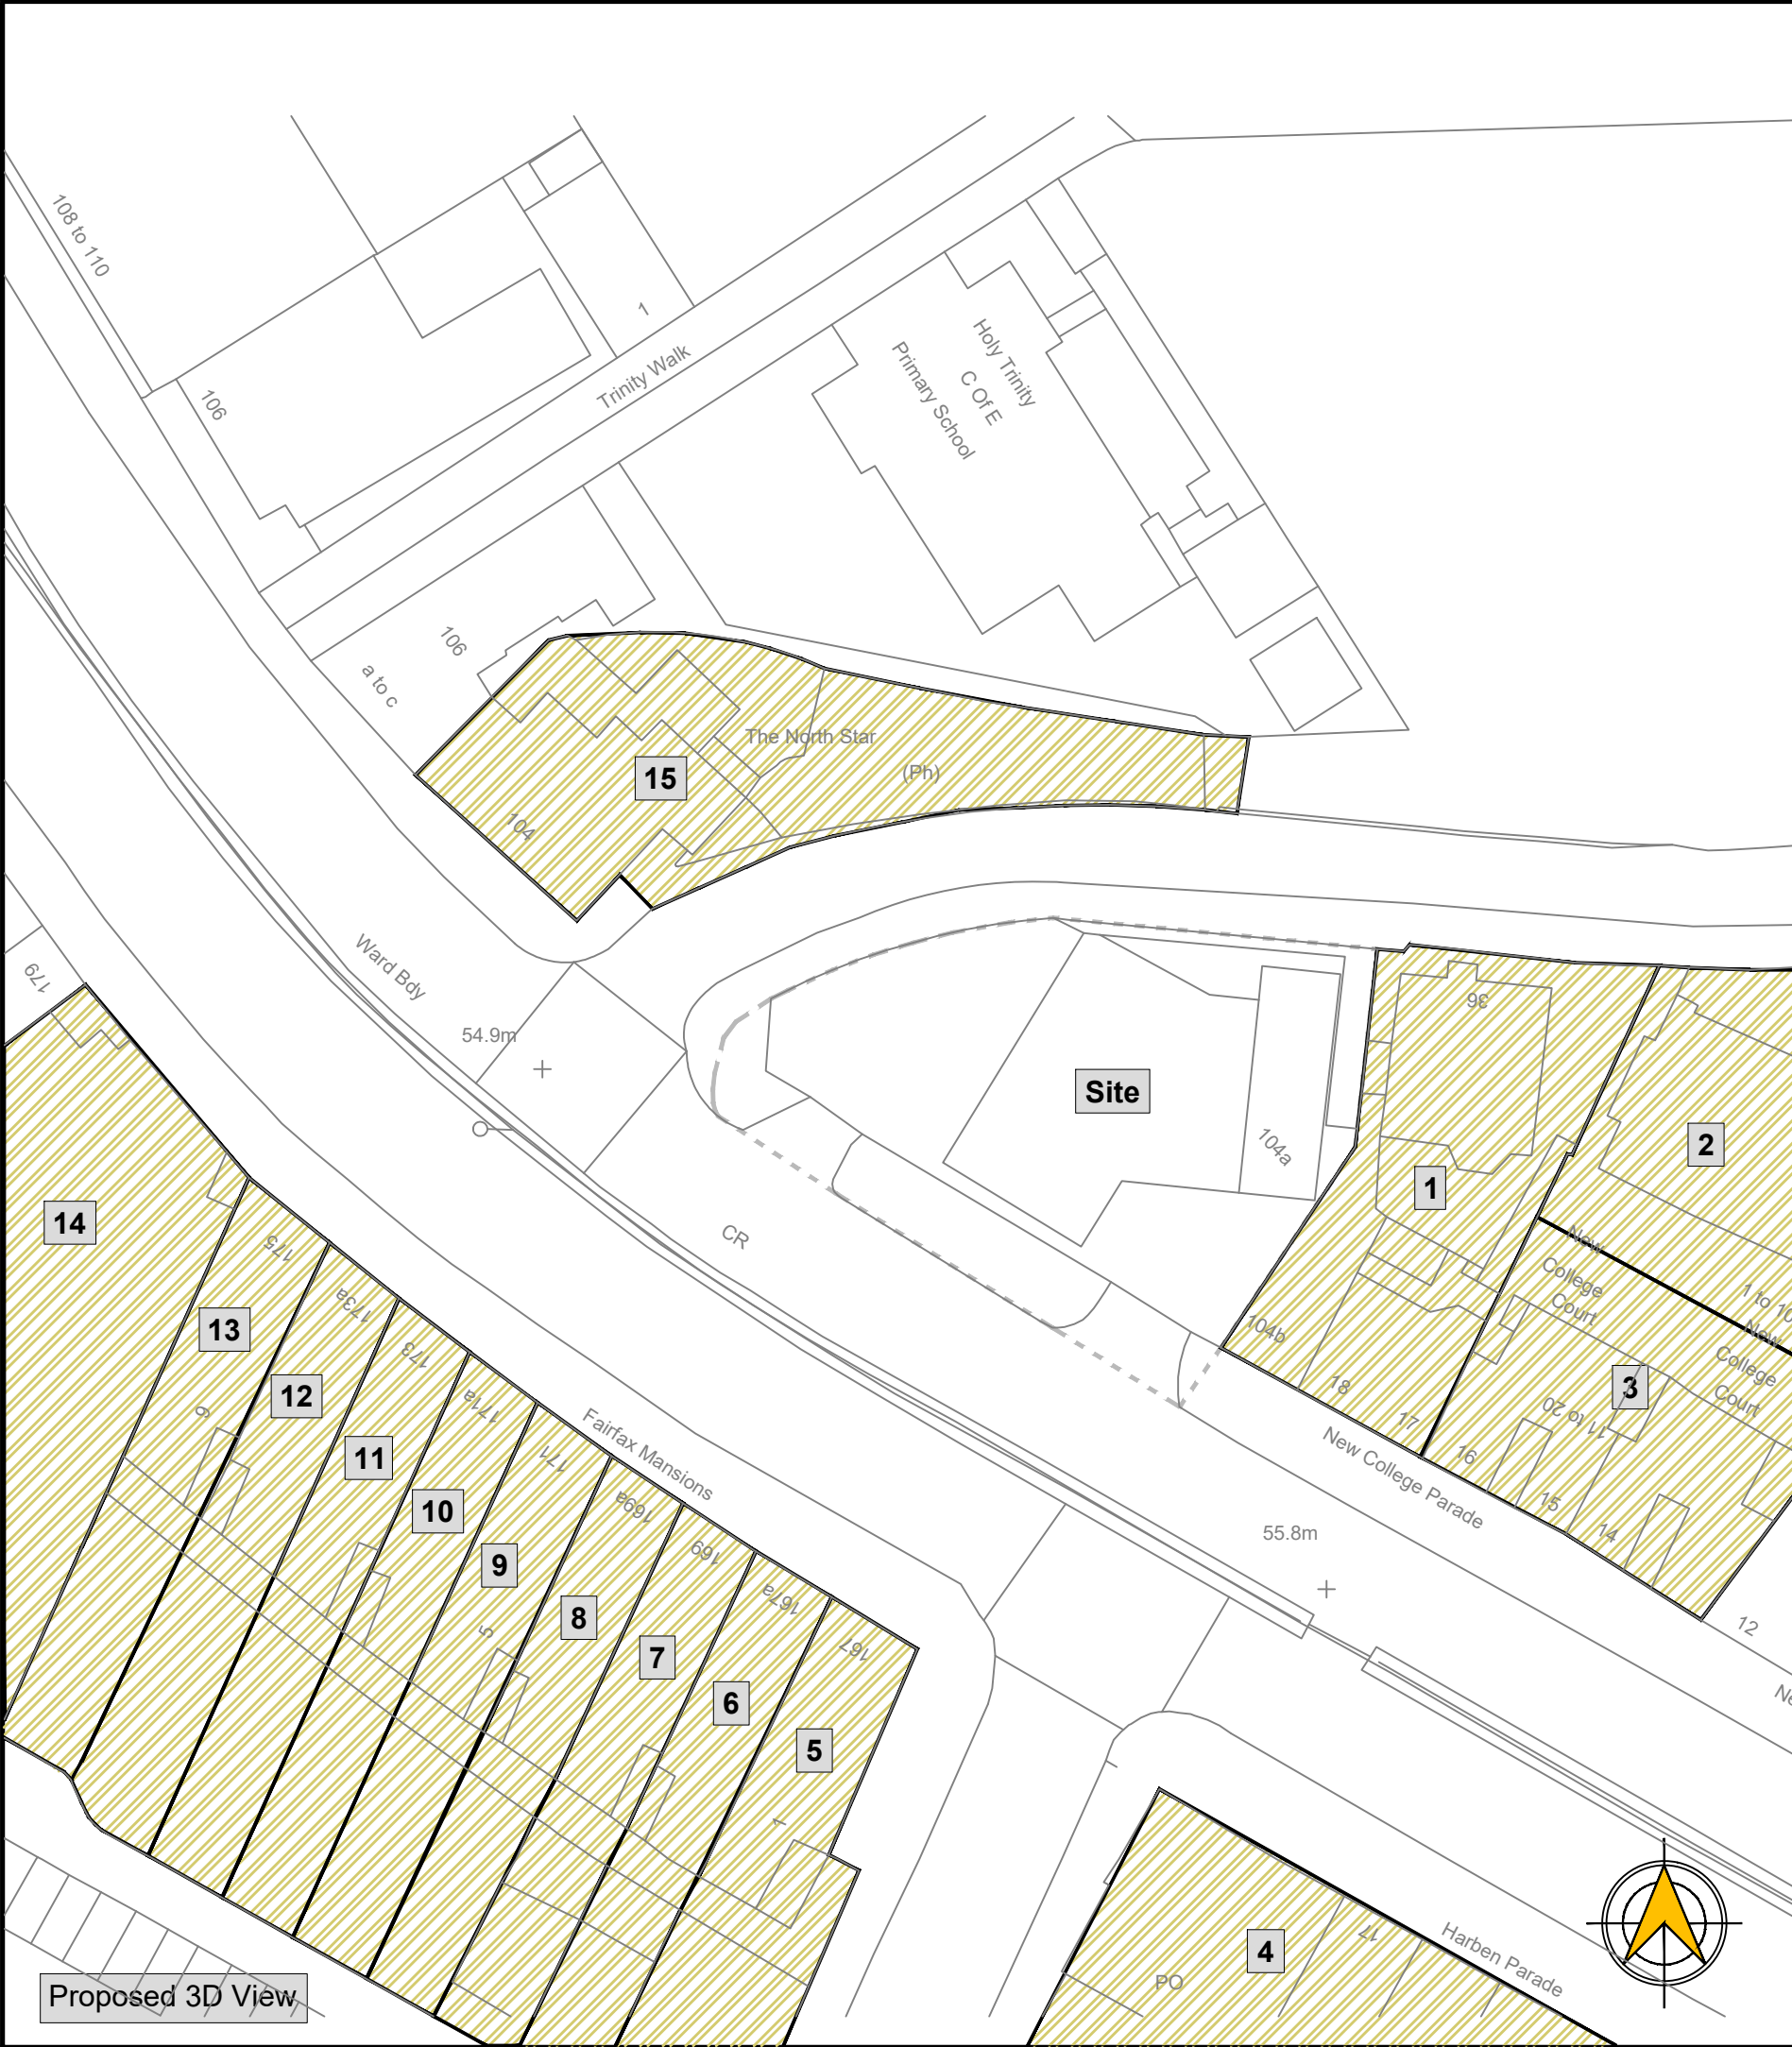 108 to 110
1
Trinity Walk
106
Holy Trinity
C Of E
Primary School
106
a to c
The North Star
(Ph)
15
104
Ward Bdy
54.9m
179
36
Site
104a
2
1
14
CR
New
College
Court
1 to 10
New
College
Court
175
13
173a
104b
12
173
18
3
11 to 20
171a
17
6
11
Fairfax Mansions
171
16
New College Parade
10
169a
15
55.8m
14
9
169
5
8
167a
12
7
167
6
5
1
4
17
Harben Parade
PO
Proposed 3D View